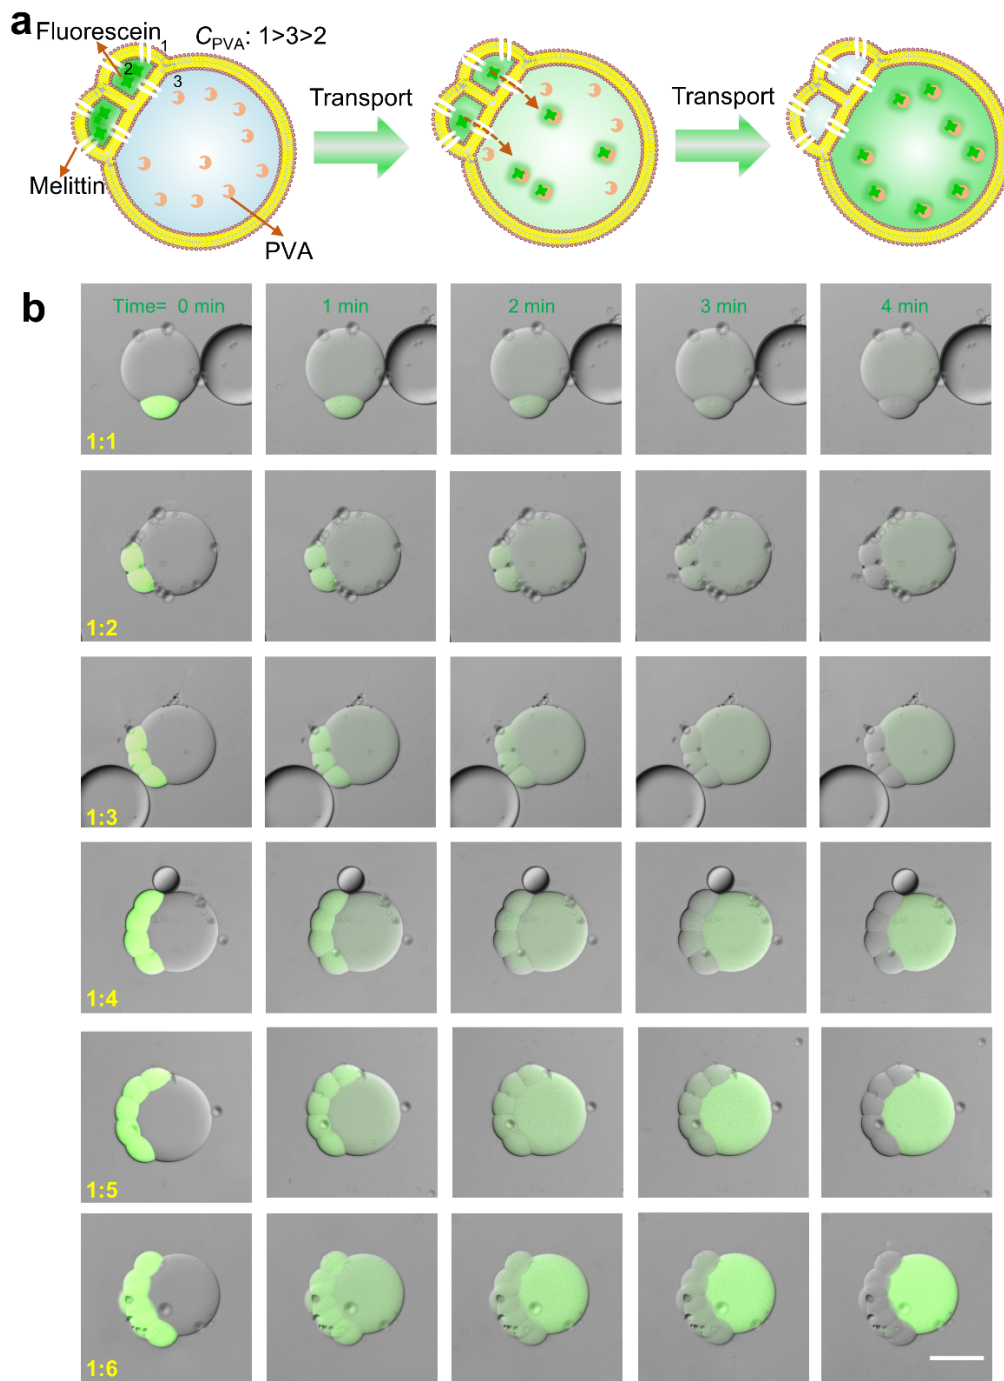 a
Fluorescein
1
2
3
C_PVA: 1>3>2
Melittin
PVA
Transport
Transport
b
Time= 0 min
1 min
2 min
3 min
4 min
1:1
1:2
1:3
1:4
1:5
1:6